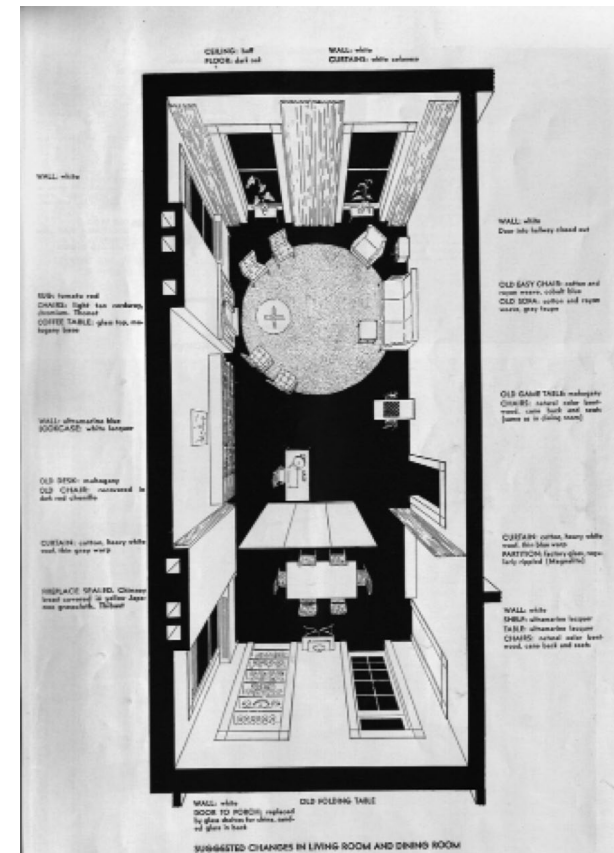 CEILING: buff
FLOOR: dark oak
WALL: white
CURTAINS: white celanese
WALL: white
WALL: white
Door into hallway closed out
RUG: tomato red
CHAIRS: light tan corduroy,
chromium. Thonet
COFFEE TABLE: glass top, ma-
hogany base
OLD EASY CHAIR: cotton and
rayon weave, cobalt blue
OLD SOFA: cotton and rayon
weave, gray taupe
WALL: ultramarine blue
BOOKCASE: white lacquer
OLD GAME TABLE: mahogany
CHAIRS: natural color bent-
wood, cane back and seats
(same as in dining room)
OLD DESK: mahogany
OLD CHAIR: recovered in
dark red chenille
CURTAIN: cotton, heavy white
woof, thin gray warp
CURTAIN: cotton, heavy white
woof, thin blue warp
PARTITION: factory glass, regu-
larly rippled (Magnalite)
FIREPLACE SEALED. Chimney
breast covered in yellow Japa-
nese grasscloth. Thibaut
WALL: white
SHELF: ultramarine lacquer
TABLE: ultramarine lacquer
CHAIRS: natural color bent-
wood, cane back and seats
WALL: white
DOOR TO PORCH: replaced
by glass shelves for china, sand-
ed glass in back
OLD FOLDING TABLE
SUGGESTED CHANGES IN LIVING ROOM AND DINING ROOM